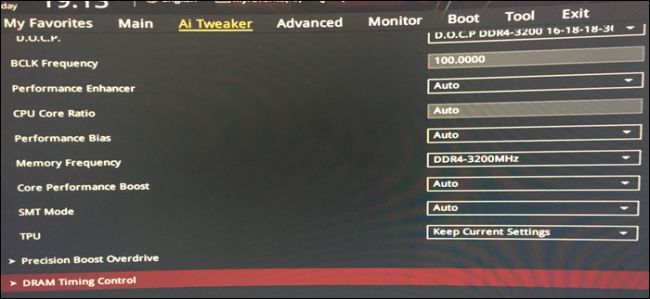 day 19:13 English
My Favorites Main Ai Tweaker Advanced Monitor Boot Tool Exit
D.O.C.P. D.O.C.P DDR4-3200 16-18-18-3
BCLK Frequency 100.0000
Performance Enhancer Auto
CPU Core Ratio Auto
Performance Bias Auto
Memory Frequency DDR4-3200MHz
Core Performance Boost Auto
SMT Mode Auto
TPU Keep Current Settings
> Precision Boost Overdrive
> DRAM Timing Control